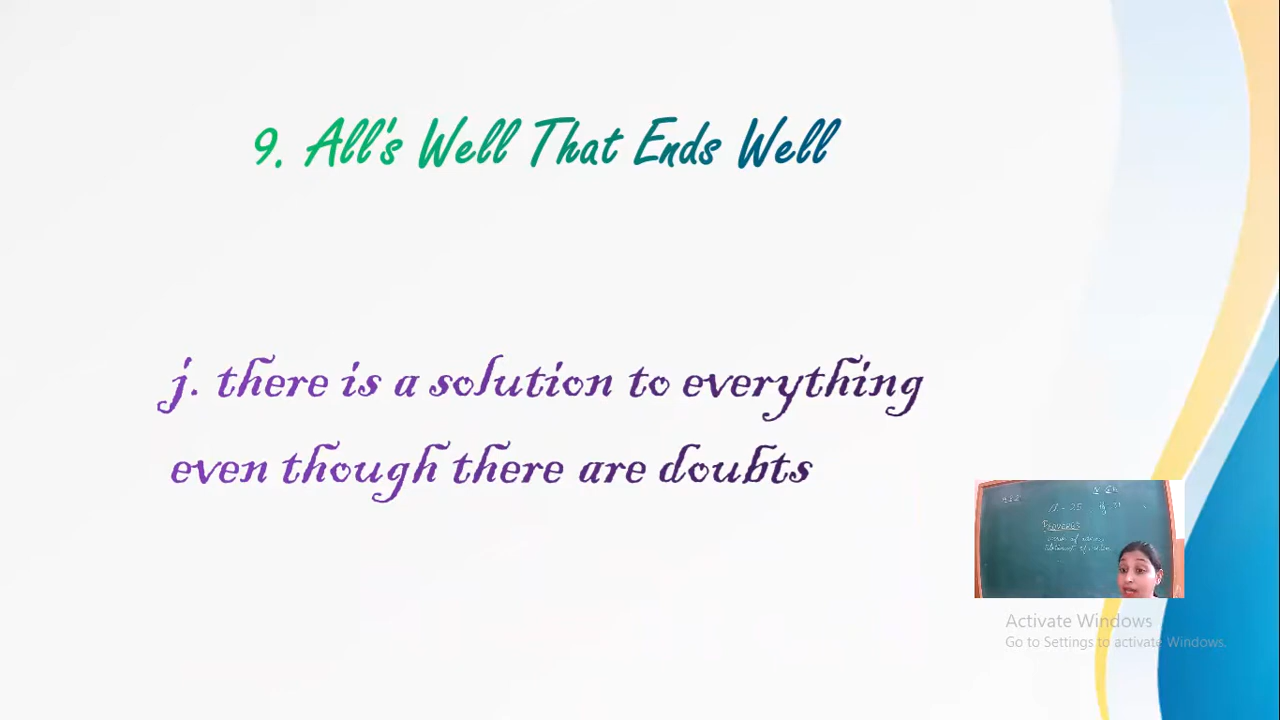 9. All's Well That Ends Well
j. there is a solution to everything
even though there are doubts
Proverbs
Activate Windows
Go to Settings to activate Windows.